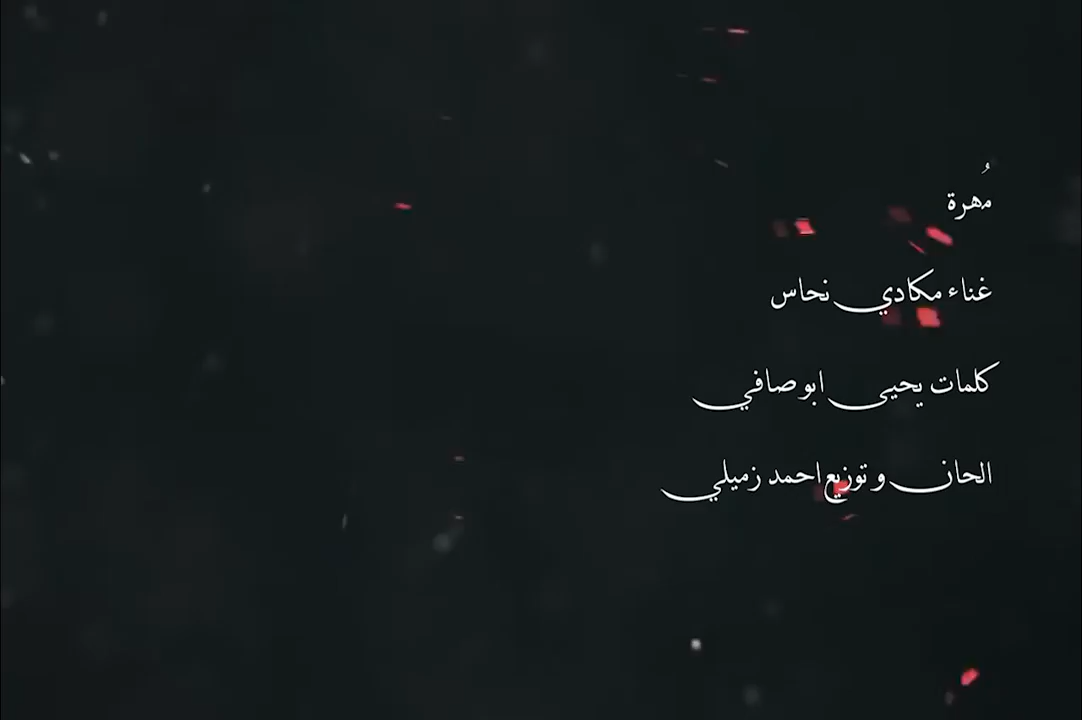 مُهرة
غناء مكادي نحاس
كلمات يحيى ابو صافي
الحان و توزيع احمد زميلي